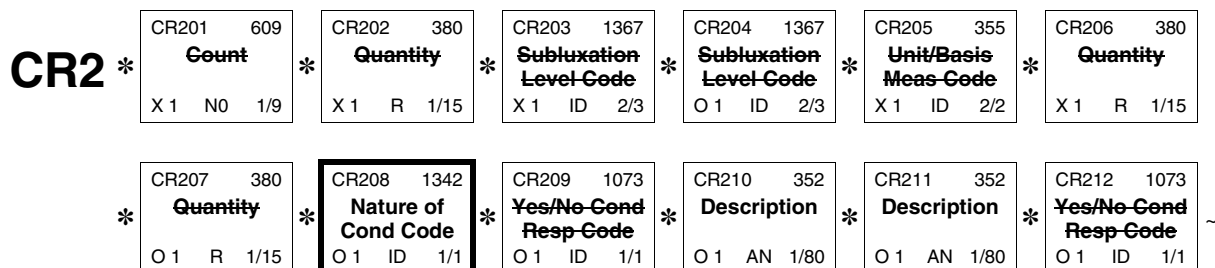 CR2 * CR201 609 * CR202 380 * CR203 1367 * CR204 1367 * CR205 355 * CR206 380
Count Quantity Subluxation Level Code Subluxation Level Code Unit/Basis Meas Code Quantity
X 1 N0 1/9 X 1 R 1/15 X 1 ID 2/3 O 1 ID 2/3 X 1 ID 2/2 X 1 R 1/15
* CR207 380 * CR208 1342 * CR209 1073 * CR210 352 * CR211 352 * CR212 1073 ~
Quantity Nature of Cond Code Yes/No Cond Resp Code Description Description Yes/No Cond Resp Code
O 1 R 1/15 O 1 ID 1/1 O 1 ID 1/1 O 1 AN 1/80 O 1 AN 1/80 O 1 ID 1/1